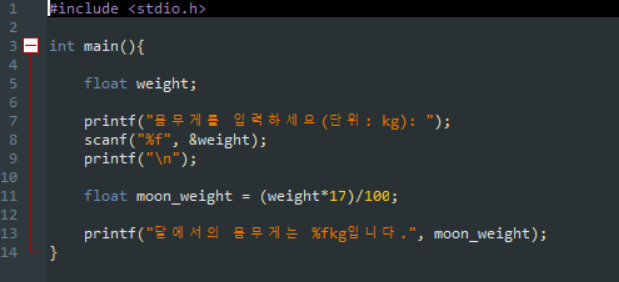 1 #include <stdio.h>
2
3 int main(){
4
5 float weight;
6
7 printf("몸무게를 입력하세요(단위: kg): ");
8 scanf("%f", &weight);
9 printf("\n");
10
11 float moon_weight = (weight*17)/100;
12
13 printf("달에서의 몸무게는 %fkg입니다.", moon_weight);
14 }